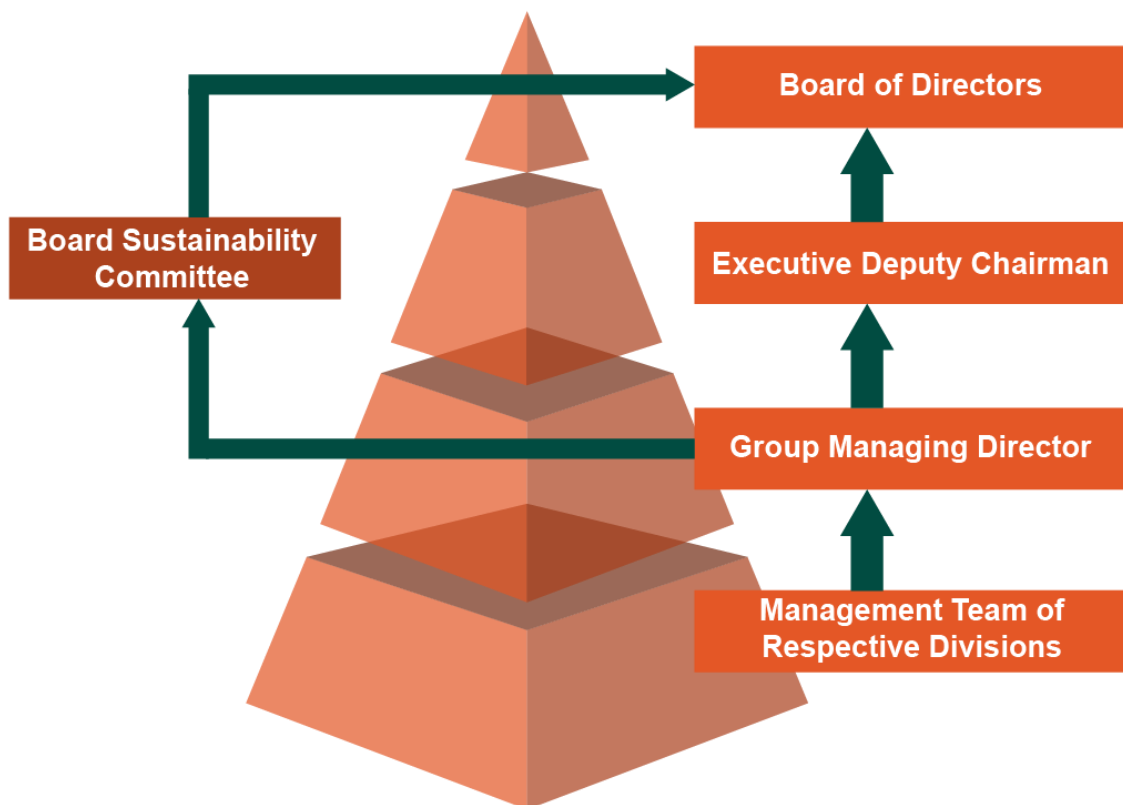 Board of Directors
Board Sustainability
Committee
Executive Deputy Chairman
Group Managing Director
Management Team of
Respective Divisions